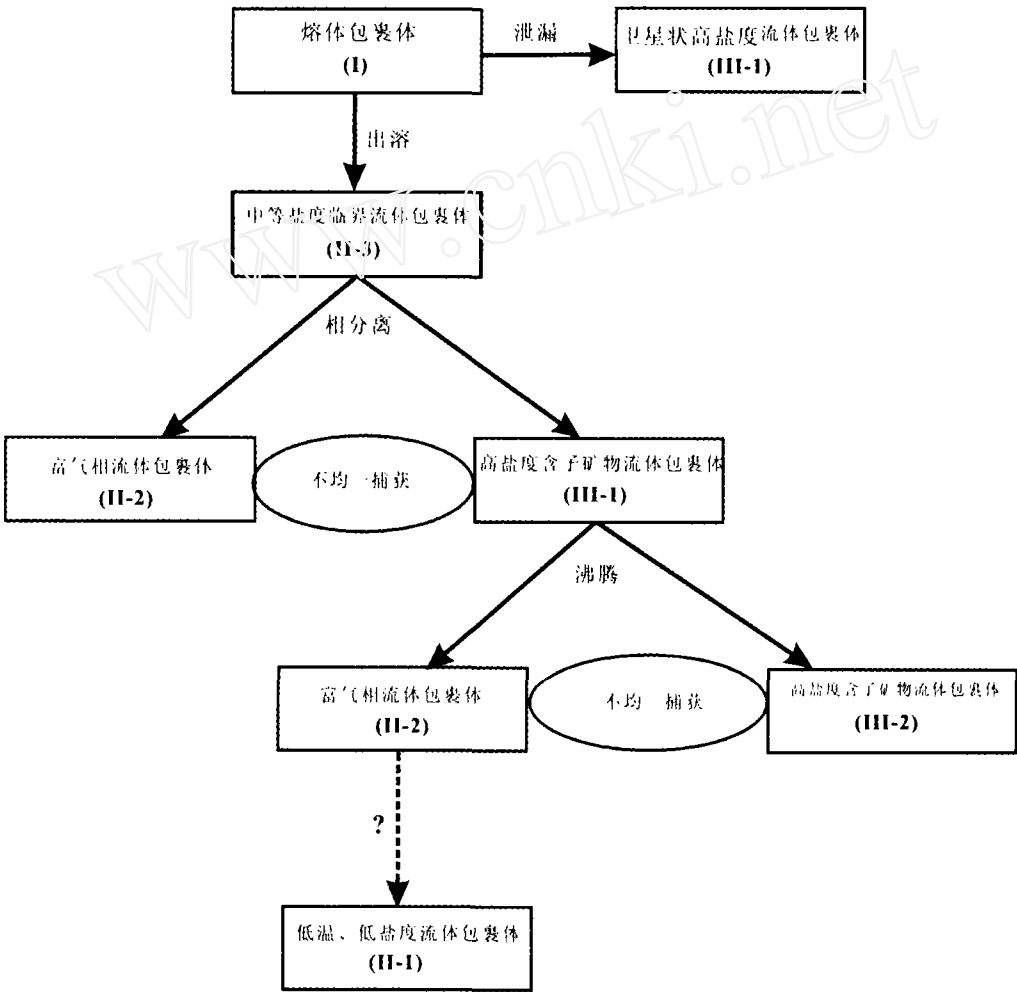 熔体包裹体
(I)
泄漏
卫星状高盐度流体包裹体
(III-1)
出溶
中等盐度临界流体包裹体
(II-3)
相分离
富气相流体包裹体
(II-2)
不均一捕获
高盐度含子矿物流体包裹体
(III-1)
沸腾
富气相流体包裹体
(II-2)
不均一捕获
高盐度含子矿物流体包裹体
(III-2)
?
低温、低盐度流体包裹体
(II-I)
www.cnki.net